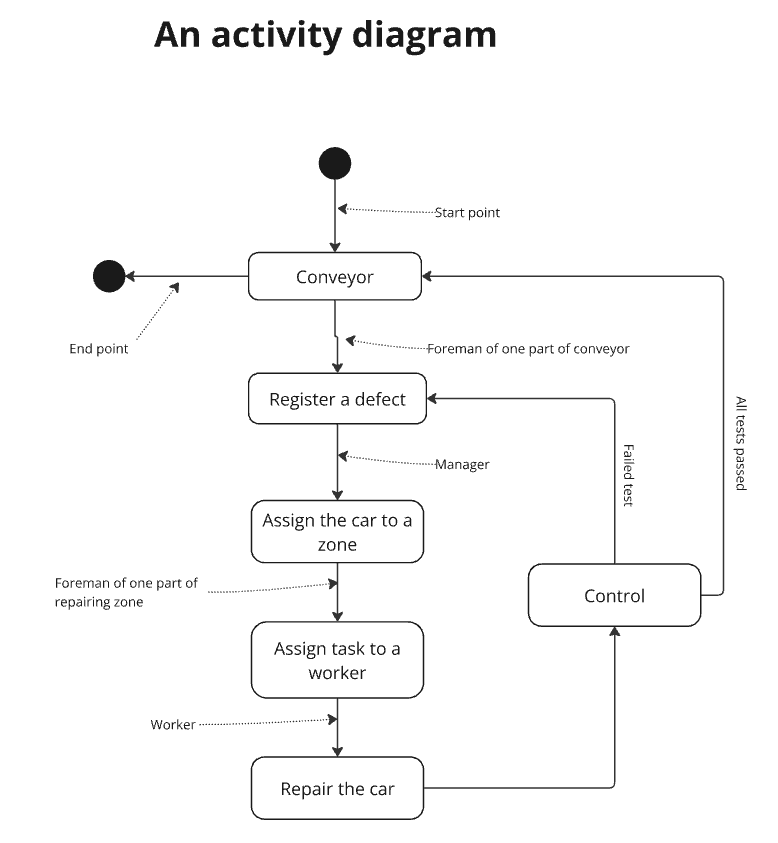 An activity diagram
Start point
Conveyor
End point
Foreman of one part of conveyor
Register a defect
All tests passed
Failed test
Manager
Assign the car to a
zone
Foreman of one part of
repairing zone
Control
Assign task to a
worker
Worker
Repair the car